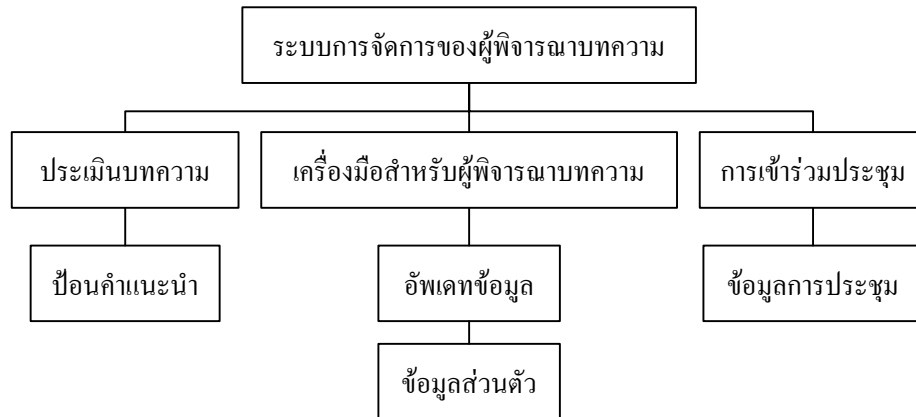 ระบบการจัดการของผู้พิจารณาบทความ
ประเมินบทความ
เครื่องมือสำหรับผู้พิจารณาบทความ
การเข้าร่วมประชุม
ป้อนคำแนะนำ
อัพเดทข้อมูล
ข้อมูลการประชุม
ข้อมูลส่วนตัว